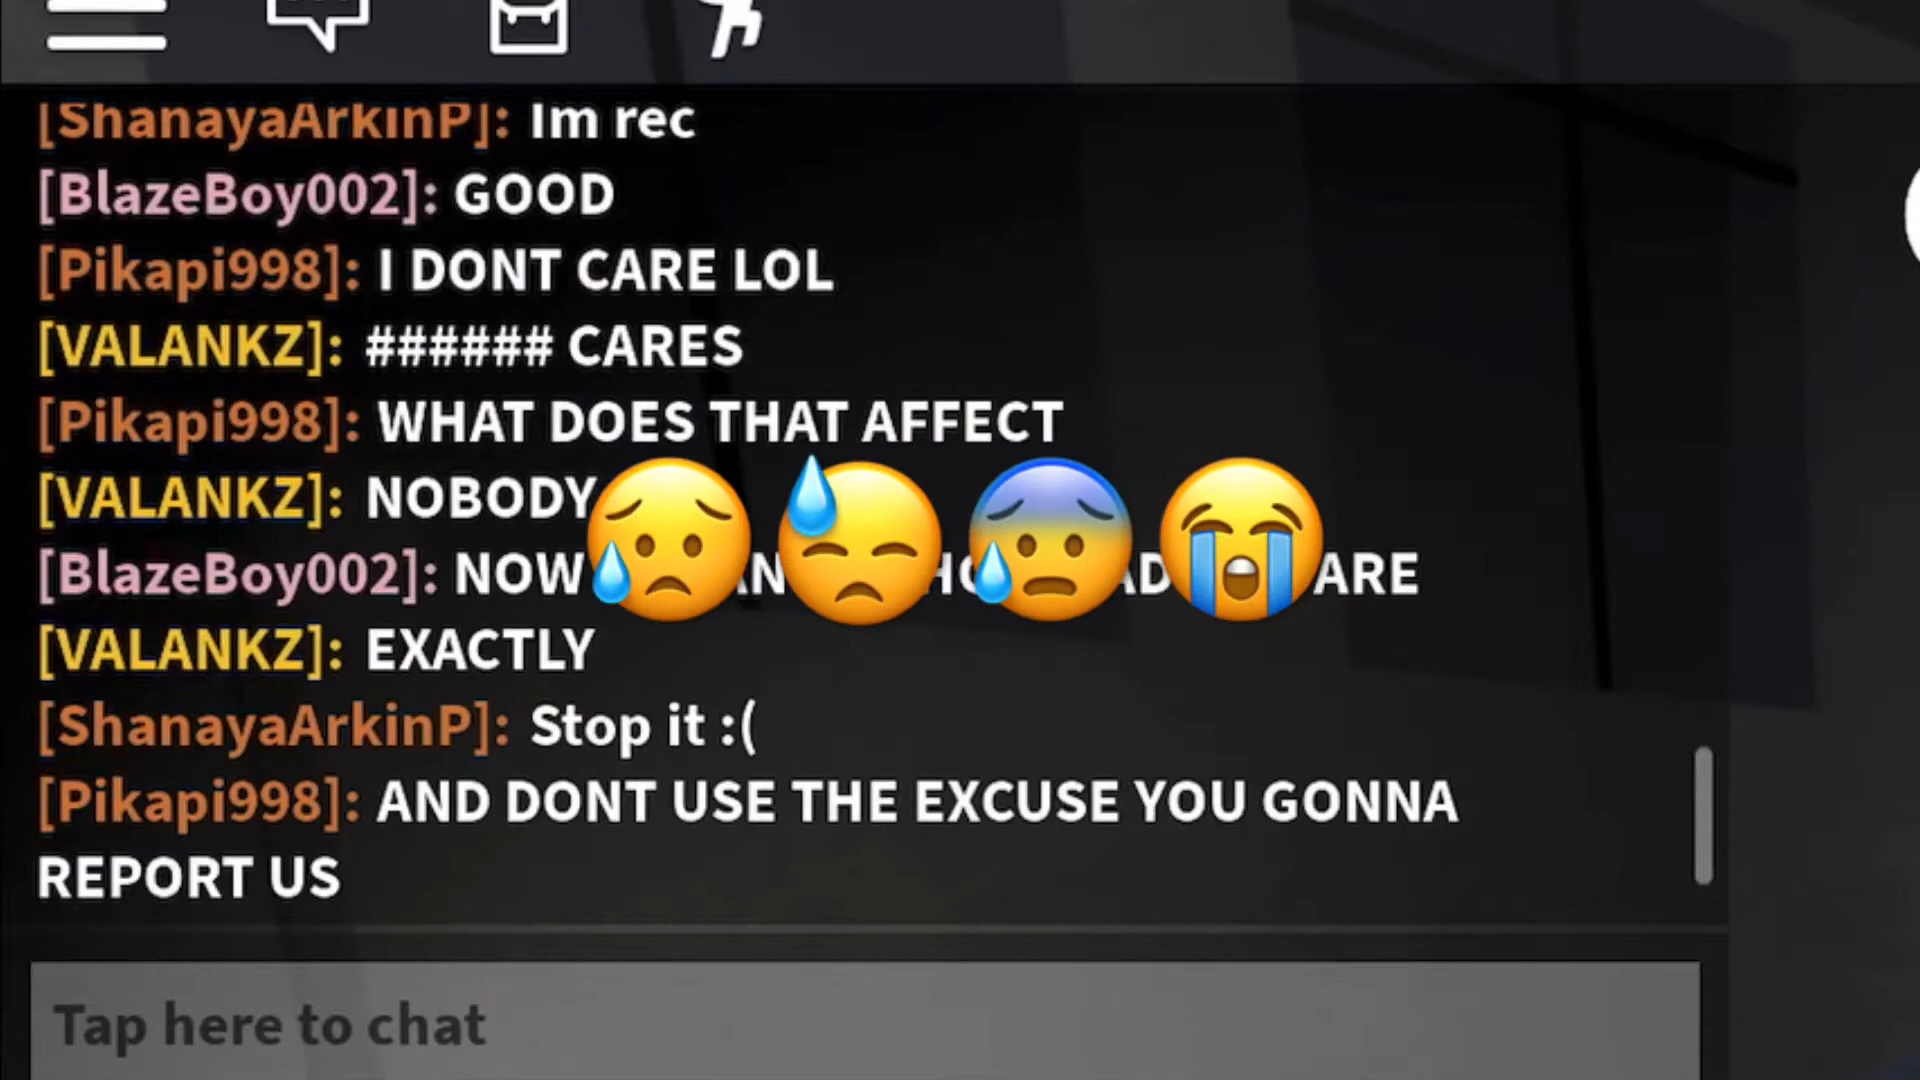 [ShanayaArkinP]: Im rec
[BlazeBoy002]: GOOD
[Pikapi998]: I DONT CARE LOL
[VALANKZ]: ###### CARES
[Pikapi998]: WHAT DOES THAT AFFECT
[VALANKZ]: NOBODY
[BlazeBoy002]: NOW
[VALANKZ]: EXACTLY
[ShanayaArkinP]: Stop it :(
[Pikapi998]: AND DONT USE THE EXCUSE YOU GONNA
REPORT US
Tap here to chat